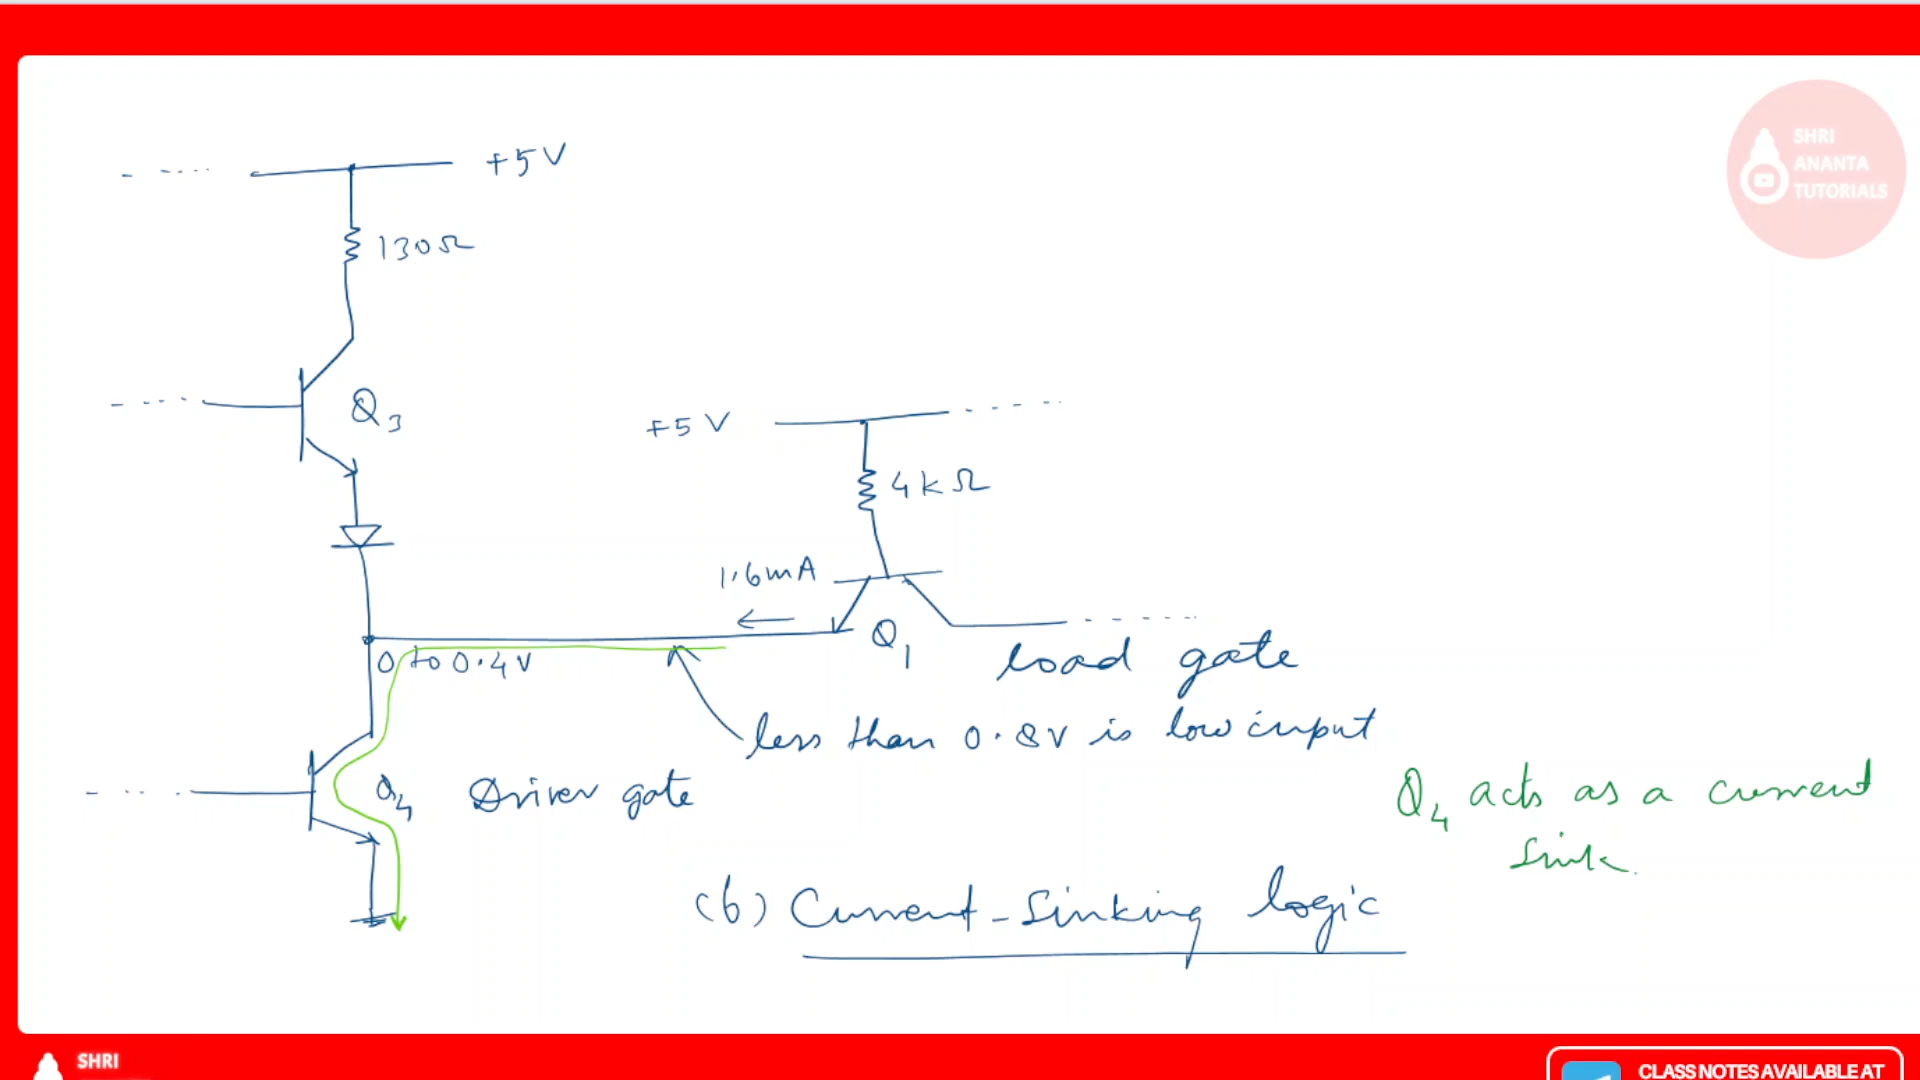 +5V
130Ω
SHRI
ANANTA
TUTORIALS
Q3
+5V
4kΩ
1.6mA
Q1
load gate
0 to 0.4V
less than 0.8V is low input
Q4 Driver gate
Q4 acts as a current
sink.
(b) Current-Sinking logic
SHRI
CLASS NOTES AVAILABLE AT